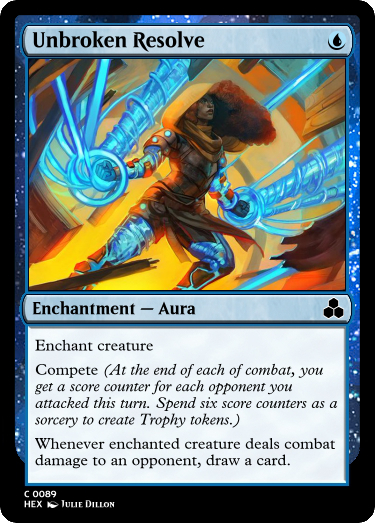 Unbroken Resolve
Enchantment — Aura
Enchant creature
Compete (At the end of each of combat, you
get a score counter for each opponent you
attacked this turn. Spend six score counters as a
sorcery to create Trophy tokens.)
Whenever enchanted creature deals combat
damage to an opponent, draw a card.
C 0089
HEX Julie Dillon